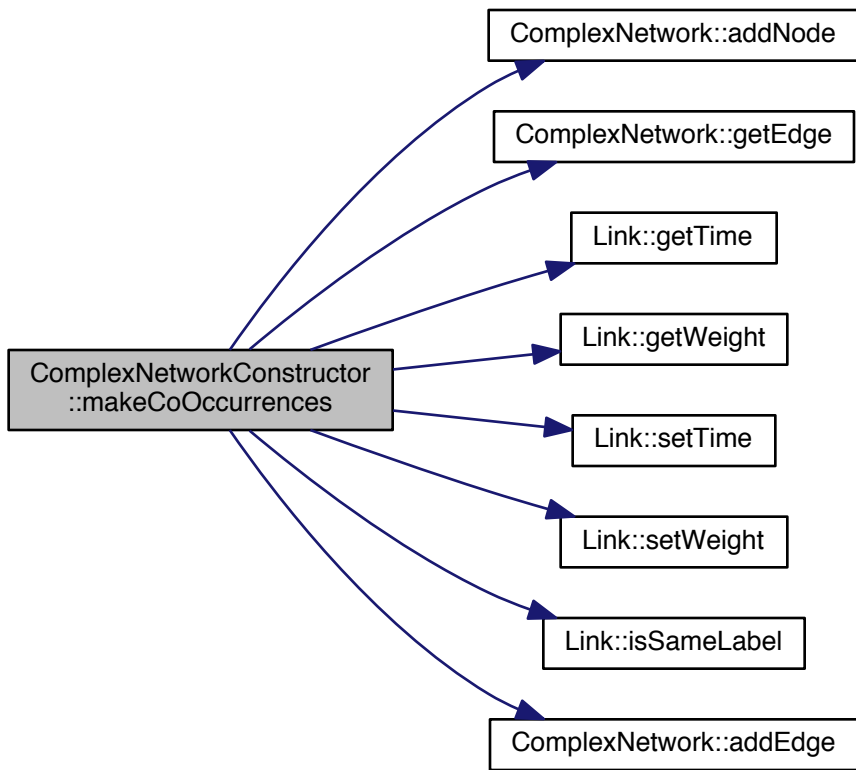 ComplexNetwork::addNode
ComplexNetwork::getEdge
Link::getTime
Link::getWeight
ComplexNetworkConstructor
::makeCoOccurrences
Link::setTime
Link::setWeight
Link::isSameLabel
ComplexNetwork::addEdge